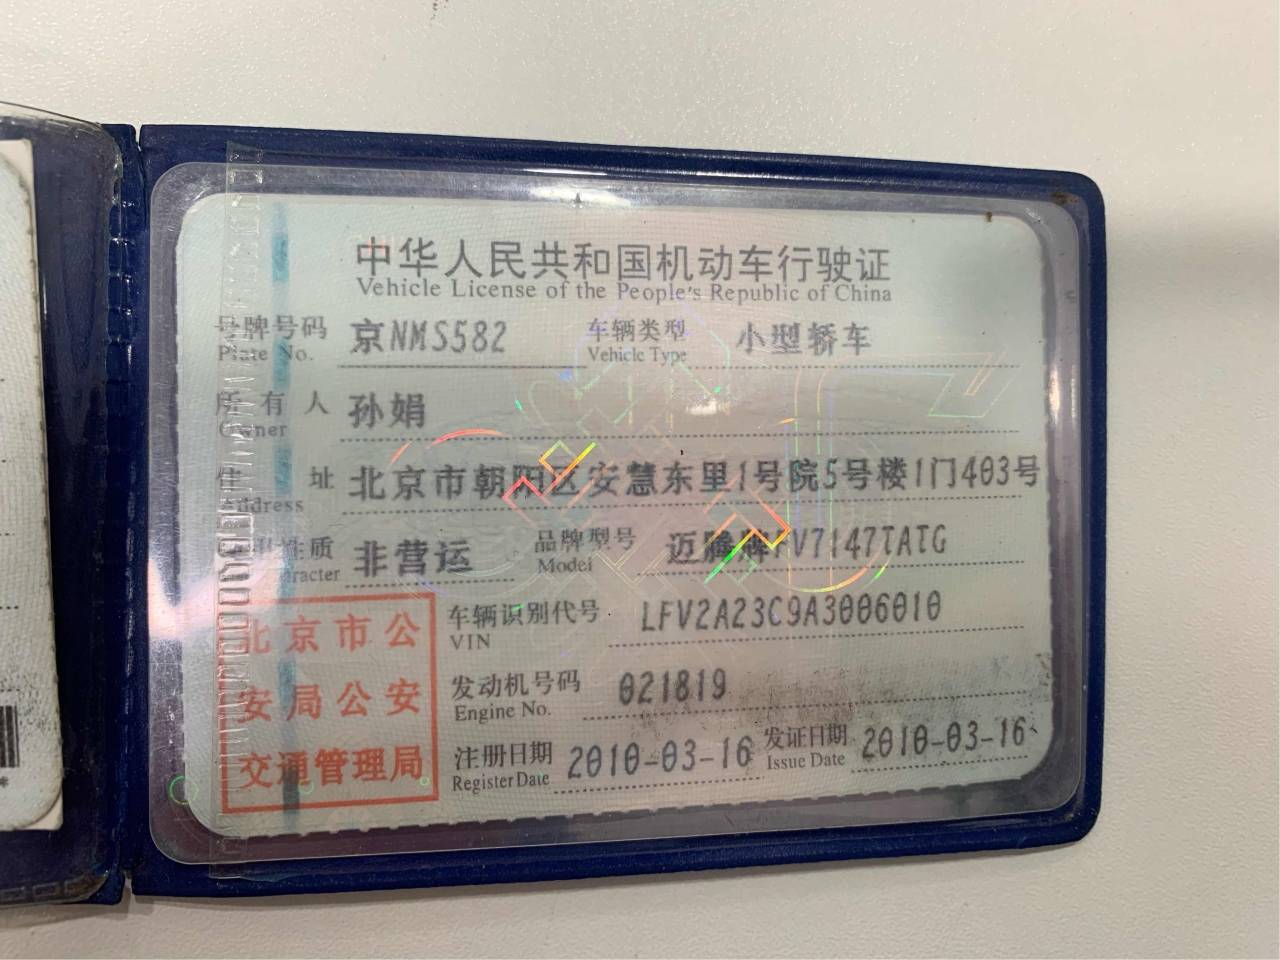 中华人民共和国机动车行驶证
Vehicle License of the People's Republic of China
号牌号码 京NMS582 车辆类型 小型轿车
Plate No. Vehicle Type
所有人 孙娟
Owner
住址 北京市朝阳区安慧东里1号院5号楼1门403号
Address
性质 非营运 品牌型号 迈腾牌FV7147TATG
racter Model
车辆识别代号 LFV2A23C9A3006010
VIN
发动机号码 021819
Engine No.
注册日期 2010-03-16 发证日期 2010-03-16
Register Date Issue Date
北京市公
安局公安
交通管理局